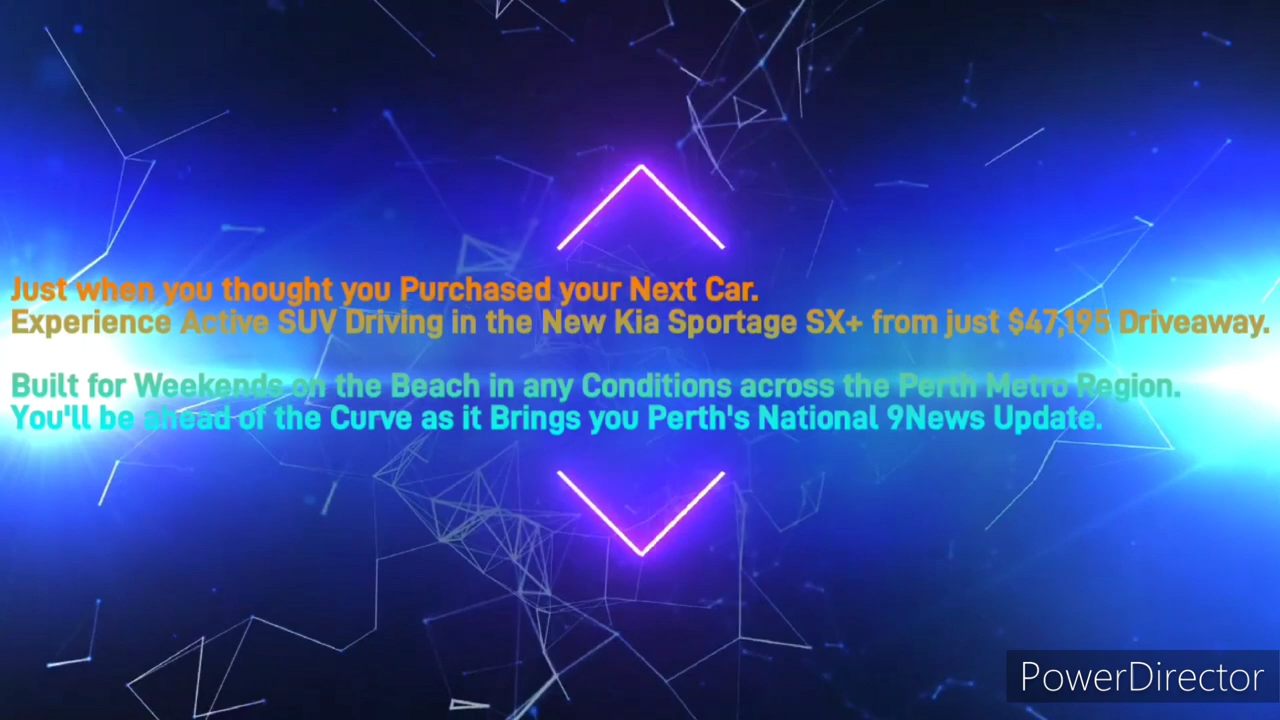 Just when you thought you Purchased your Next Car.
Experience Active SUV Driving in the New Kia Sportage SX+ from just $47,195 Driveaway.
Built for Weekends on the Beach in any Conditions across the Perth Metro Region.
You'll be ahead of the Curve as it Brings you Perth's National 9News Update.
PowerDirector